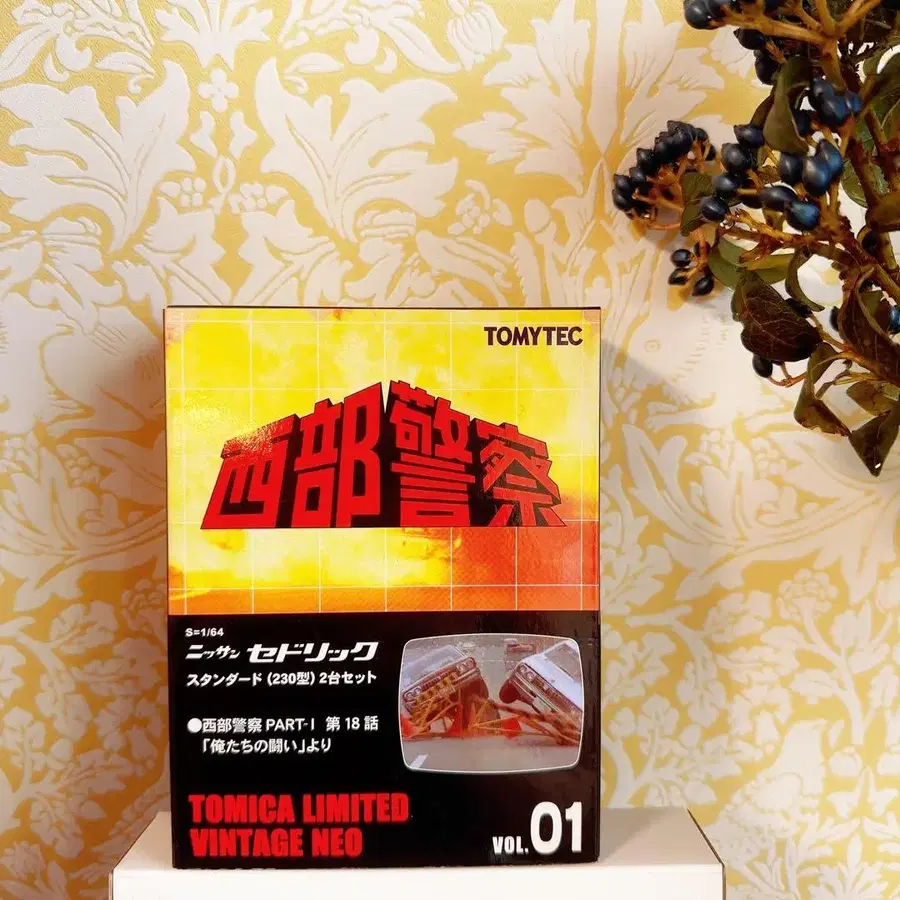 TOMYTEC
西部警察
S=1/64
ニッサン セドリック
スタンダード (230型) 2台セット
●西部警察 PART-I 第18話
「俺たちの闘い」より
TOMICA LIMITED
VINTAGE NEO
VOL.01